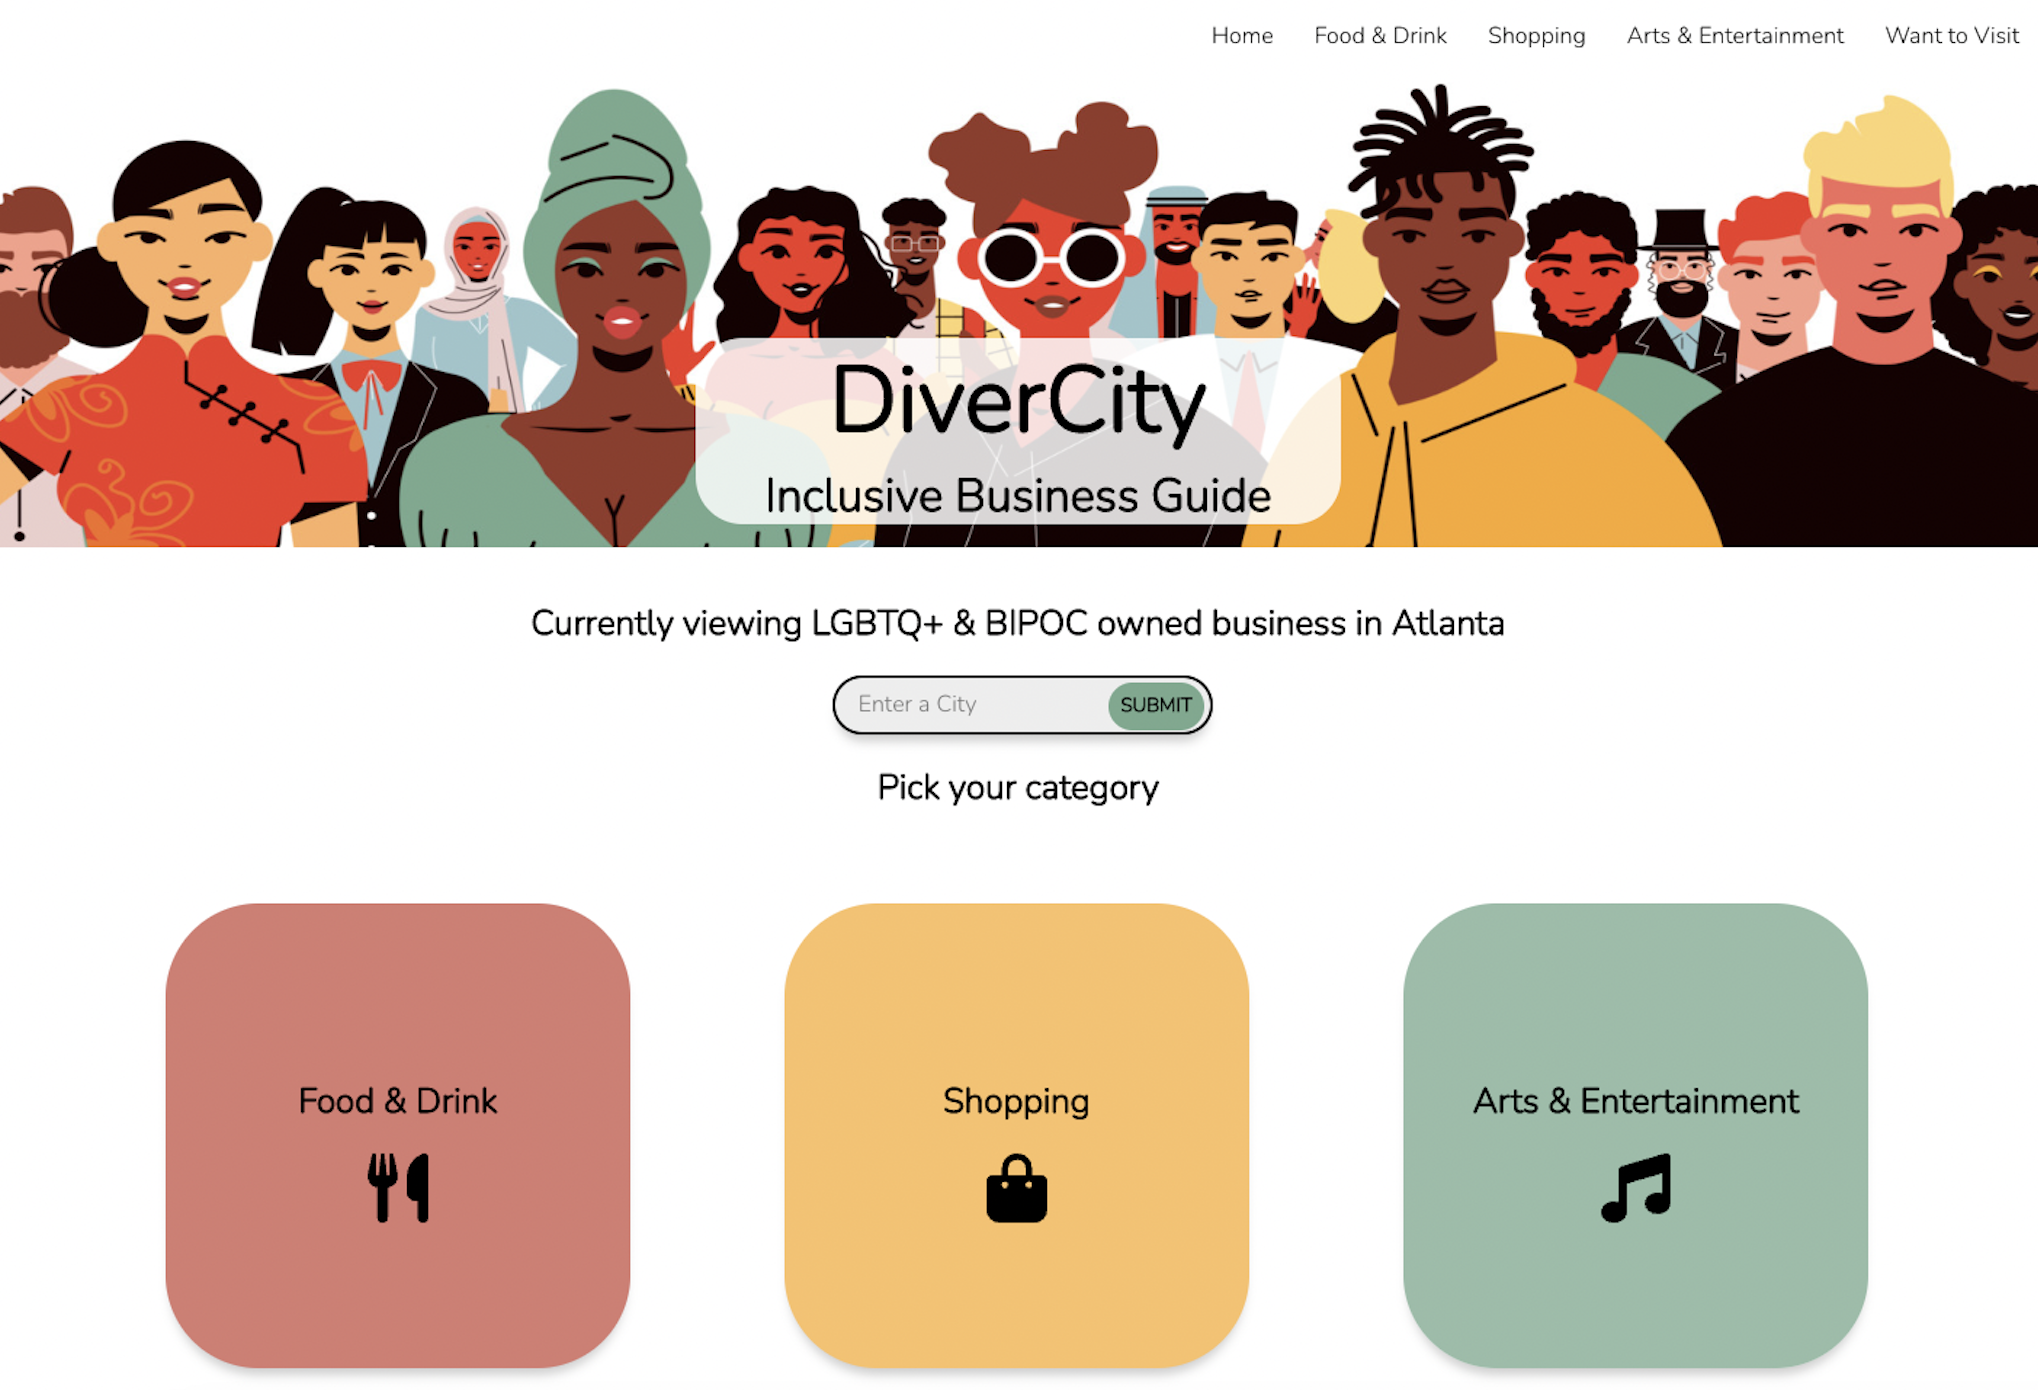 Home Food & Drink Shopping Arts & Entertainment Want to Visit
DiverCity
Inclusive Business Guide
Currently viewing LGBTQ+ & BIPOC owned business in Atlanta
Enter a City SUBMIT
Pick your category
Food & Drink
Shopping
Arts & Entertainment